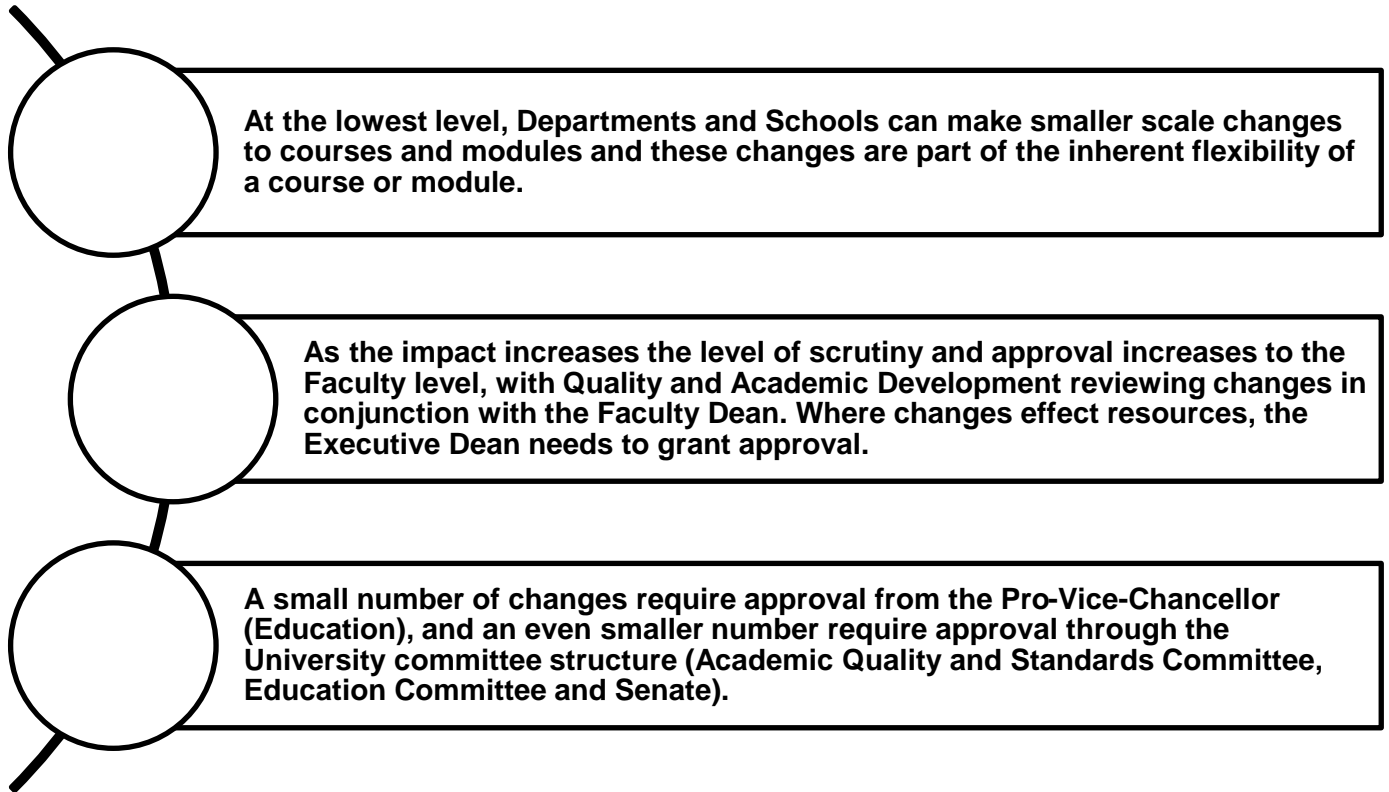 At the lowest level, Departments and Schools can make smaller scale changes
to courses and modules and these changes are part of the inherent flexibility of
a course or module.
As the impact increases the level of scrutiny and approval increases to the
Faculty level, with Quality and Academic Development reviewing changes in
conjunction with the Faculty Dean. Where changes effect resources, the
Executive Dean needs to grant approval.
A small number of changes require approval from the Pro-Vice-Chancellor
(Education), and an even smaller number require approval through the
University committee structure (Academic Quality and Standards Committee,
Education Committee and Senate).